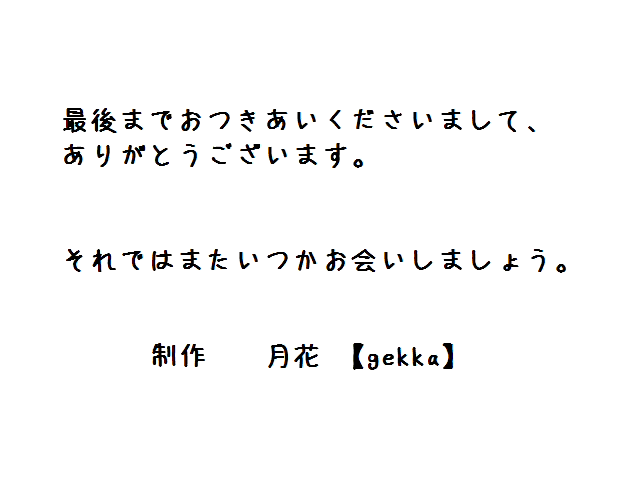 最後までおつきあいくださいまして、
ありがとうございます。
それではまたいつかお会いしましょう。
制作　　月花　【gekka】